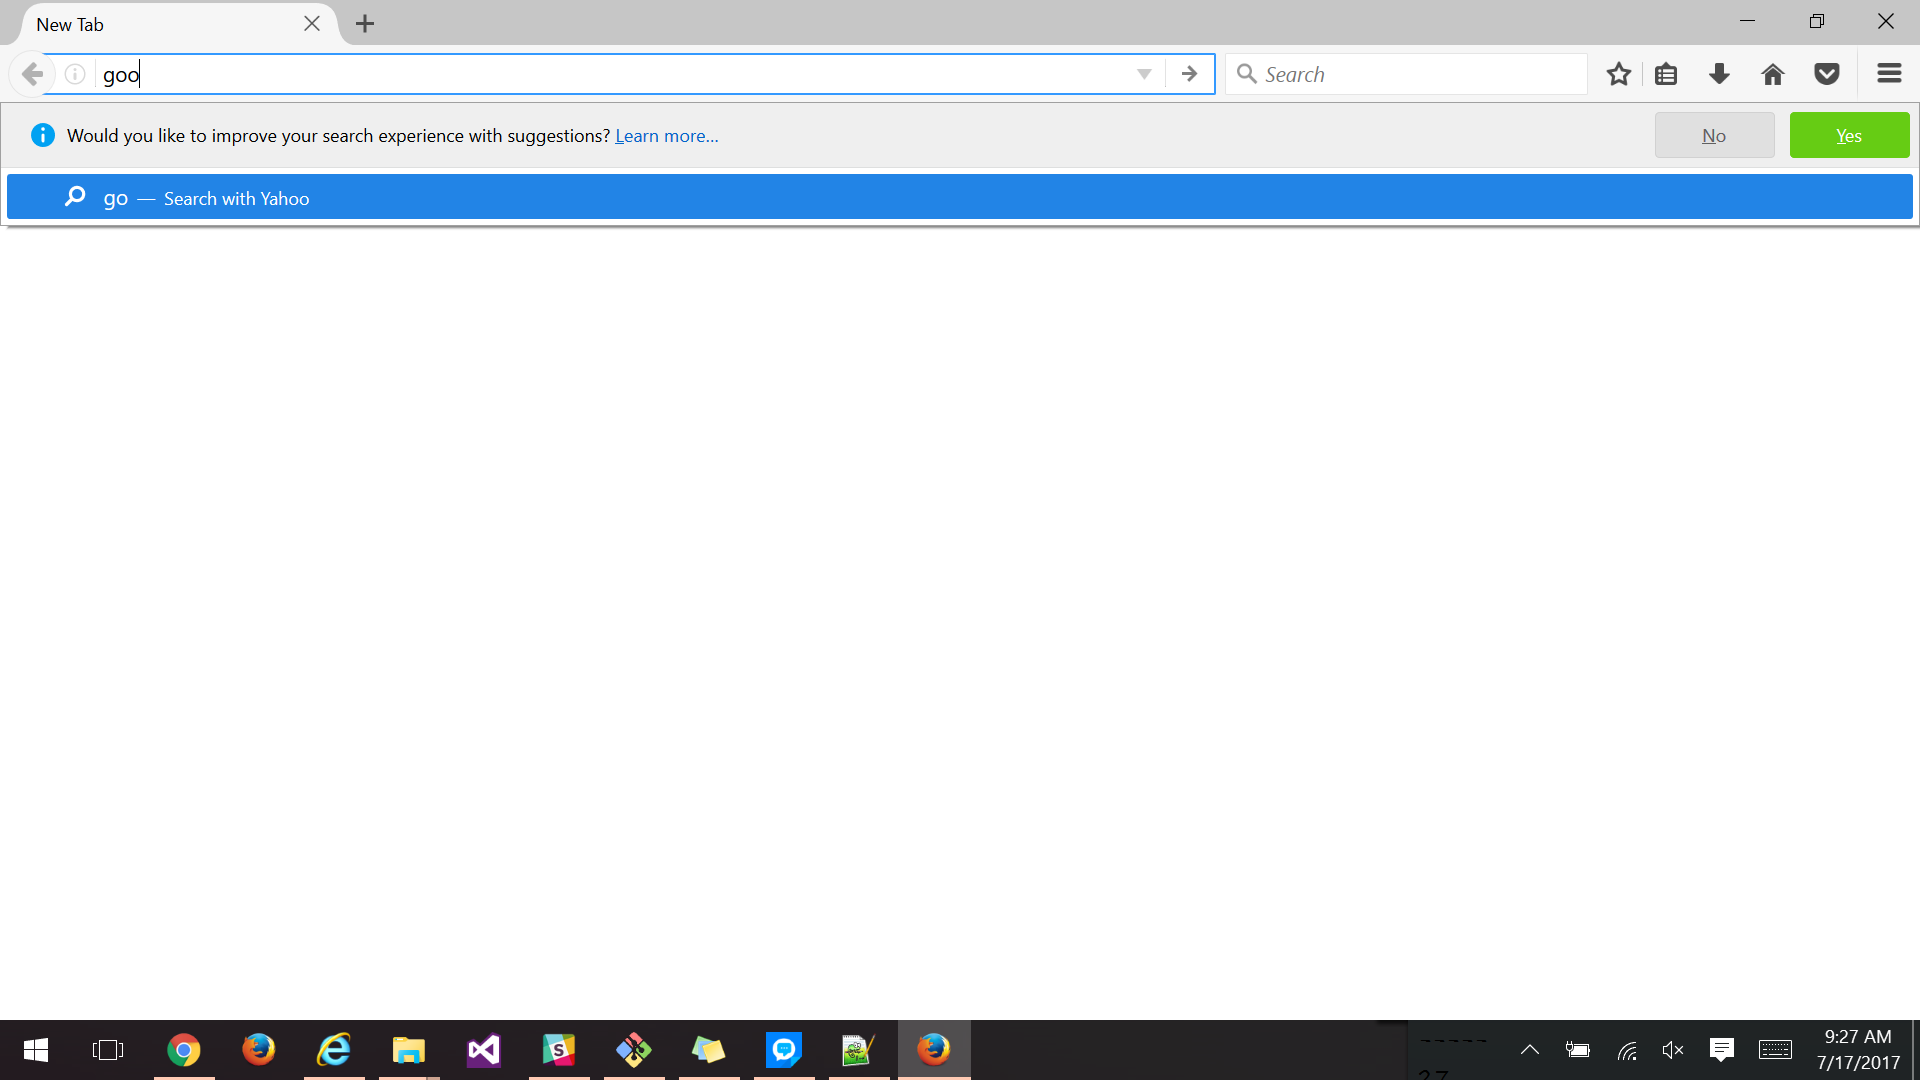 New Tab
goo
Search
Would you like to improve your search experience with suggestions? Learn more...
No
Yes
go — Search with Yahoo
9:27 AM
7/17/2017